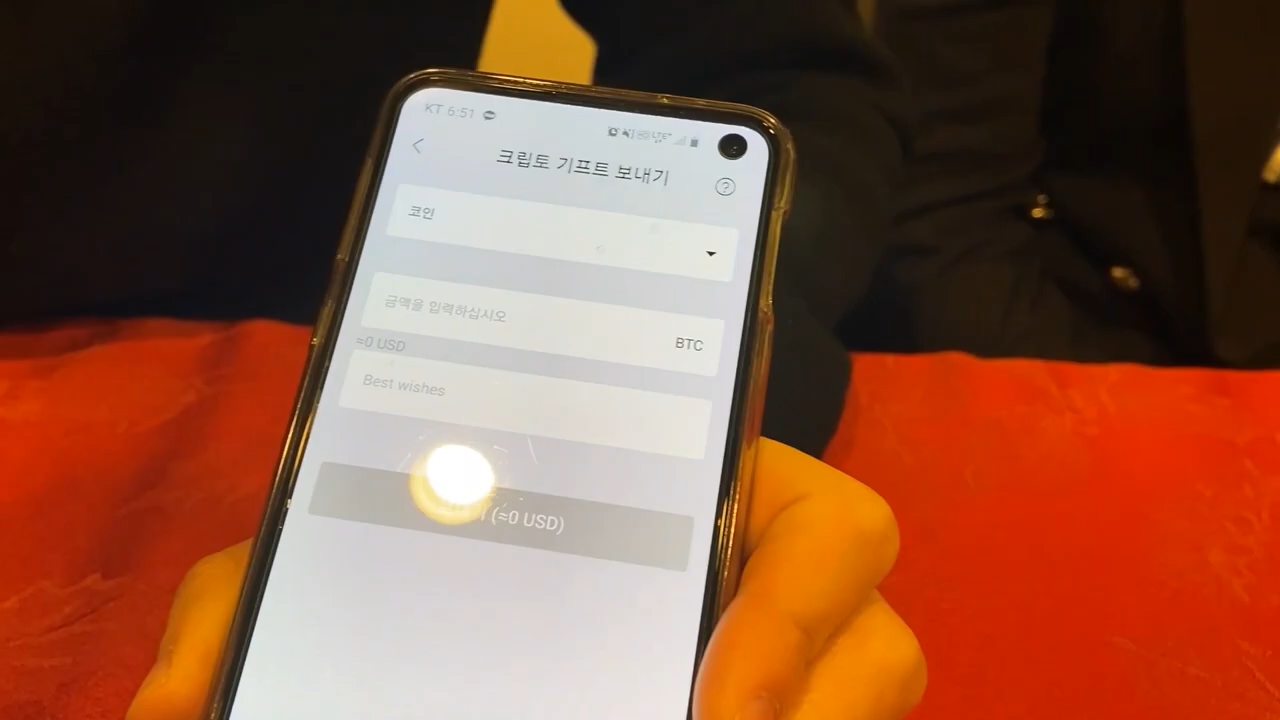 KT 6:51
크립토 기프트 보내기
?
코인
금액을 입력하십시오
BTC
≈0 USD
Best wishes
(≈0 USD)